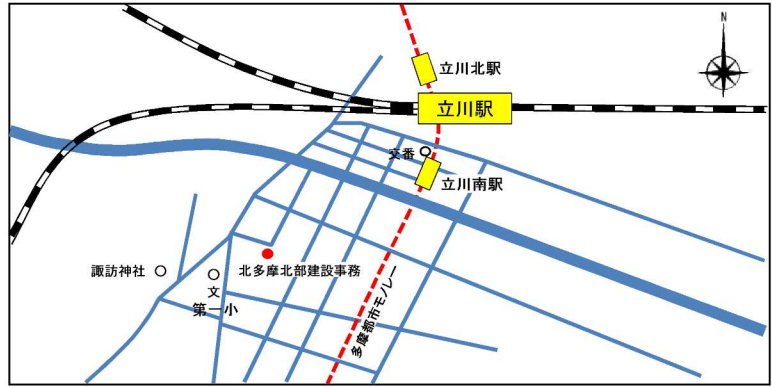 N
立川北駅
立川駅
交番
立川南駅
諏訪神社
北多摩北部建設事務
文
第一小
多摩都市モノレー